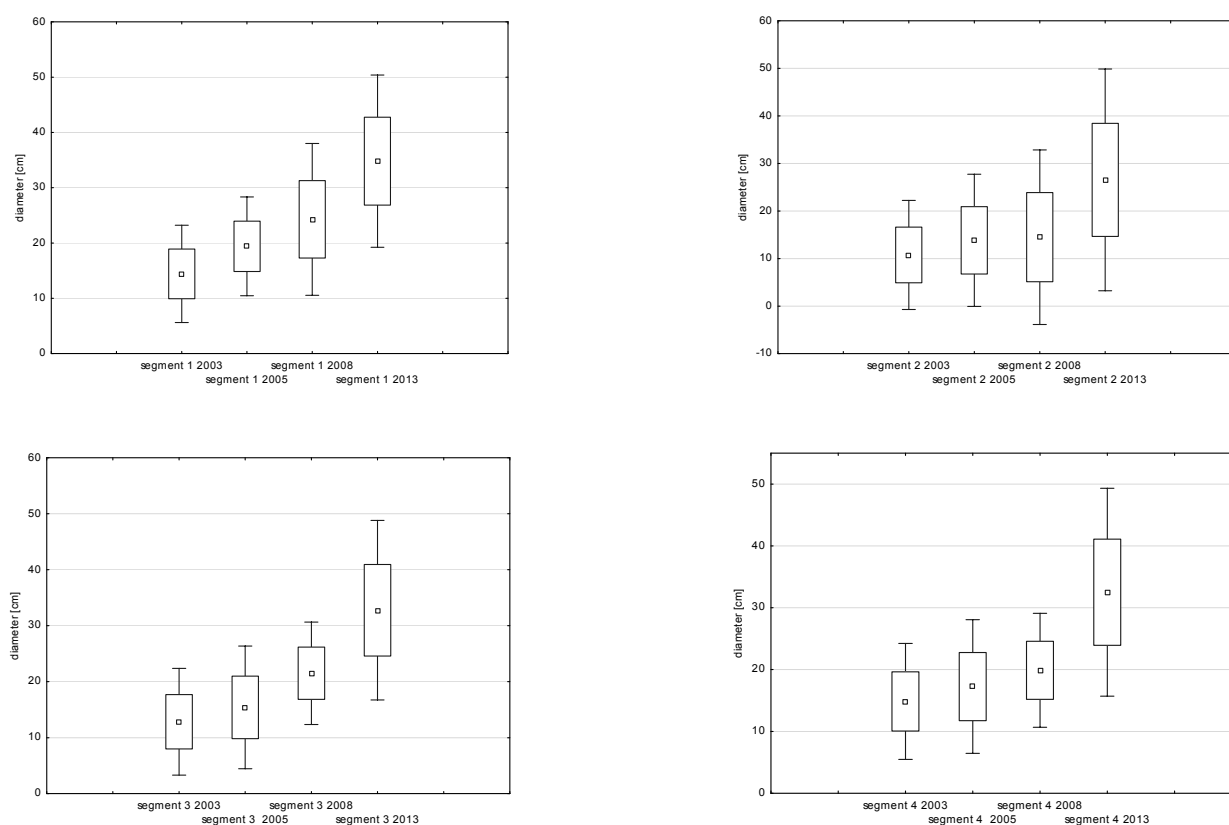 60
50
40
30
20
10
0
diameter [cm]
segment 1 2003 segment 1 2008
segment 1 2005 segment 1 2013
60
50
40
30
20
10
0
-10
diameter [cm]
segment 2 2003 segment 2 2008
segment 2 2005 segment 2 2013
60
50
40
30
20
10
0
diameter [cm]
segment 3 2003 segment 3 2008
segment 3 2005 segment 3 2013
50
40
30
20
10
0
diameter [cm]
segment 4 2003 segment 4 2008
segment 4 2005 segment 4 2013